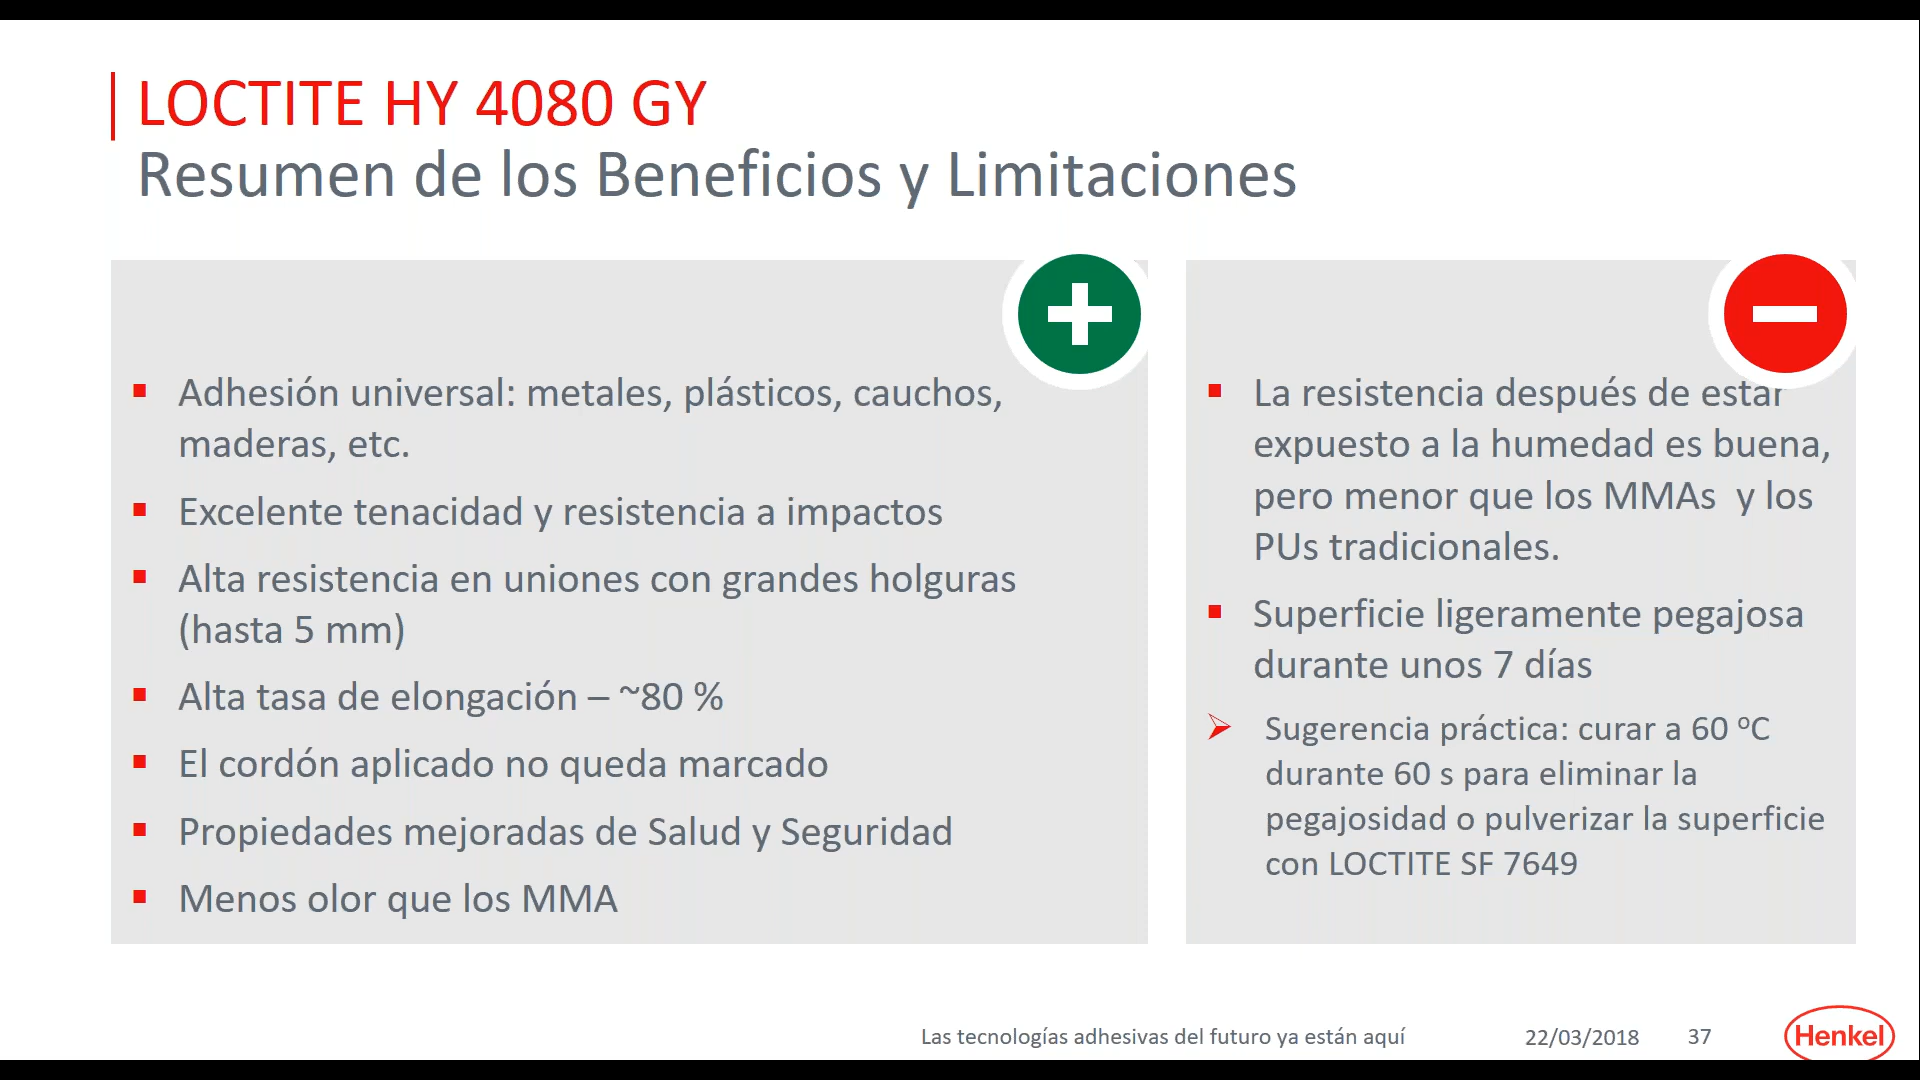 LOCTITE HY 4080 GY
Resumen de los Beneficios y Limitaciones
Adhesión universal: metales, plásticos, cauchos,
maderas, etc.
Excelente tenacidad y resistencia a impactos
Alta resistencia en uniones con grandes holguras
(hasta 5 mm)
Alta tasa de elongación – ~80 %
El cordón aplicado no queda marcado
Propiedades mejoradas de Salud y Seguridad
Menos olor que los MMA
La resistencia después de estar
expuesto a la humedad es buena,
pero menor que los MMAs y los
PUs tradicionales.
Superficie ligeramente pegajosa
durante unos 7 días
Sugerencia práctica: curar a 60 ºC
durante 60 s para eliminar la
pegajosidad o pulverizar la superficie
con LOCTITE SF 7649
Las tecnologías adhesivas del futuro ya están aquí
22/03/2018
37
Henkel